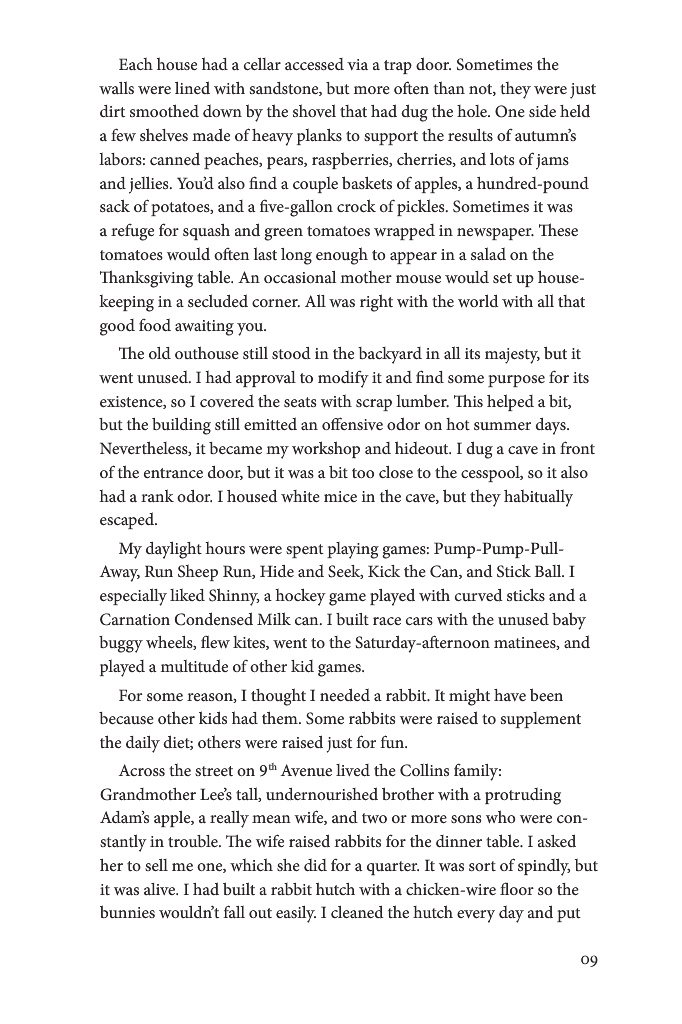 Each house had a cellar accessed via a trap door. Sometimes the
walls were lined with sandstone, but more often than not, they were just
dirt smoothed down by the shovel that had dug the hole. One side held
a few shelves made of heavy planks to support the results of autumn’s
labors: canned peaches, pears, raspberries, cherries, and lots of jams
and jellies. You’d also find a couple baskets of apples, a hundred-pound
sack of potatoes, and a five-gallon crock of pickles. Sometimes it was
a refuge for squash and green tomatoes wrapped in newspaper. These
tomatoes would often last long enough to appear in a salad on the
Thanksgiving table. An occasional mother mouse would set up house-
keeping in a secluded corner. All was right with the world with all that
good food awaiting you.
The old outhouse still stood in the backyard in all its majesty, but it
went unused. I had approval to modify it and find some purpose for its
existence, so I covered the seats with scrap lumber. This helped a bit,
but the building still emitted an offensive odor on hot summer days.
Nevertheless, it became my workshop and hideout. I dug a cave in front
of the entrance door, but it was a bit too close to the cesspool, so it also
had a rank odor. I housed white mice in the cave, but they habitually
escaped.
My daylight hours were spent playing games: Pump-Pump-Pull-
Away, Run Sheep Run, Hide and Seek, Kick the Can, and Stick Ball. I
especially liked Shinny, a hockey game played with curved sticks and a
Carnation Condensed Milk can. I built race cars with the unused baby
buggy wheels, flew kites, went to the Saturday-afternoon matinees, and
played a multitude of other kid games.
For some reason, I thought I needed a rabbit. It might have been
because other kids had them. Some rabbits were raised to supplement
the daily diet; others were raised just for fun.
Across the street on 9th Avenue lived the Collins family:
Grandmother Lee’s tall, undernourished brother with a protruding
Adam’s apple, a really mean wife, and two or more sons who were con-
stantly in trouble. The wife raised rabbits for the dinner table. I asked
her to sell me one, which she did for a quarter. It was sort of spindly, but
it was alive. I had built a rabbit hutch with a chicken-wire floor so the
bunnies wouldn’t fall out easily. I cleaned the hutch every day and put
09